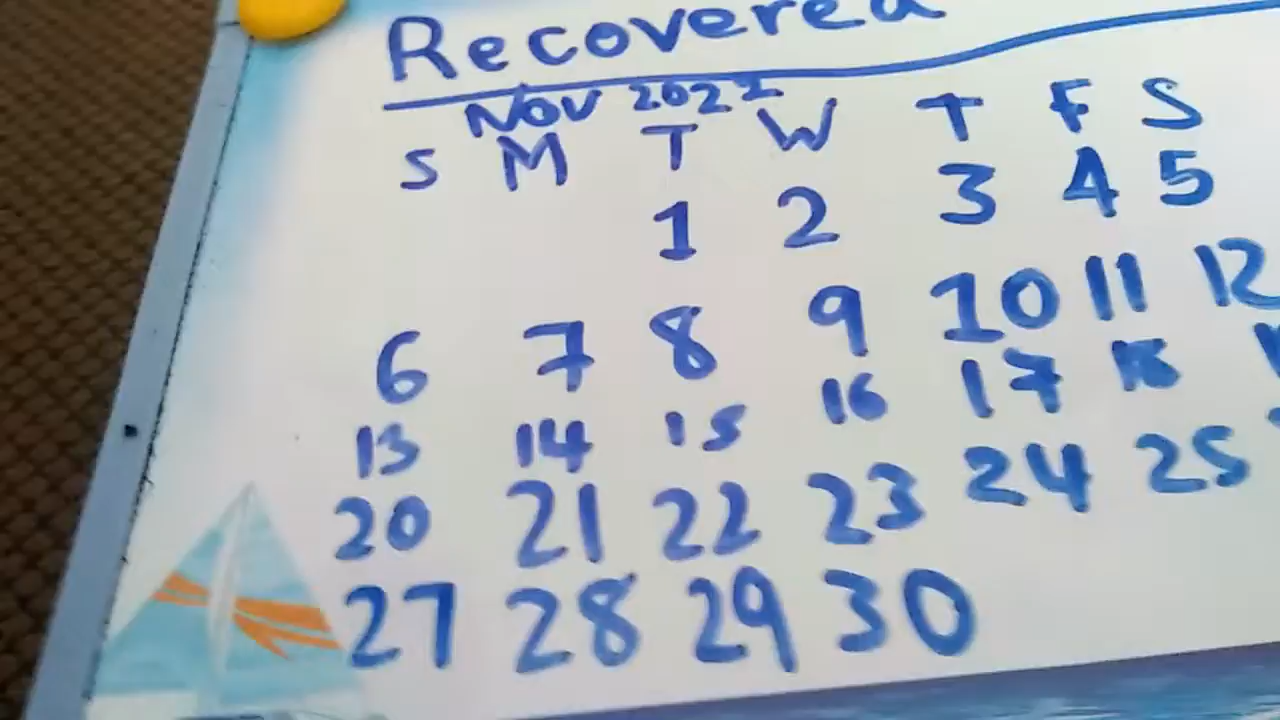 Recovered
Nov 2022
S M T W T F S
1 2 3 4 5
6 7 8 9 10 11 12
13 14 15 16 17 18
20 21 22 23 24 25
27 28 29 30